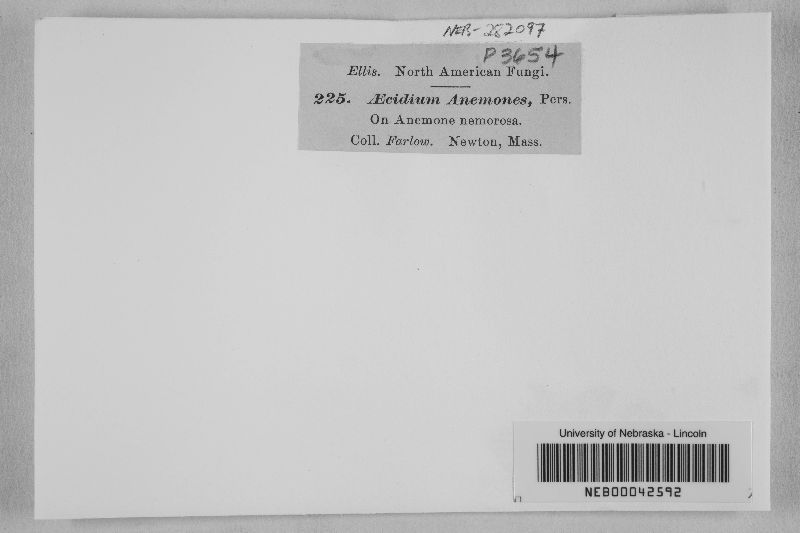 NEB-282097
P3654
Ellis. North American Fungi.
225. Æcidium Anemones, Pers.
On Anemone nemorosa.
Coll. Farlow. Newton, Mass.
University of Nebraska - Lincoln
NEB00042592